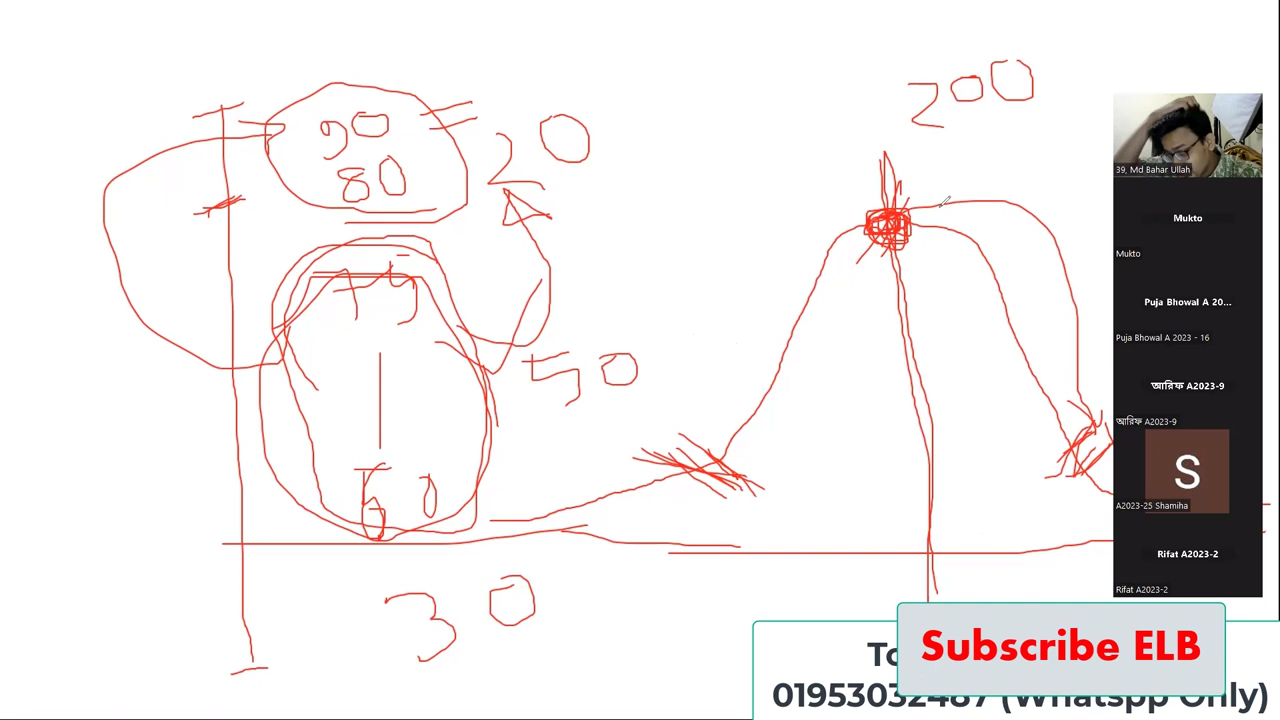 200
90
80
20
75
50
60
30
39, Md Bahar Ullah
Mukto
Mukto
Puja Bhowal A 20...
Puja Bhowal A 2023 - 16
আরিফ A2023-9
আরিফ A2023-9
S
A2023-25 Shamiha
Rifat A2023-2
Rifat A2023-2
Subscribe ELB
(Whatspp Only)